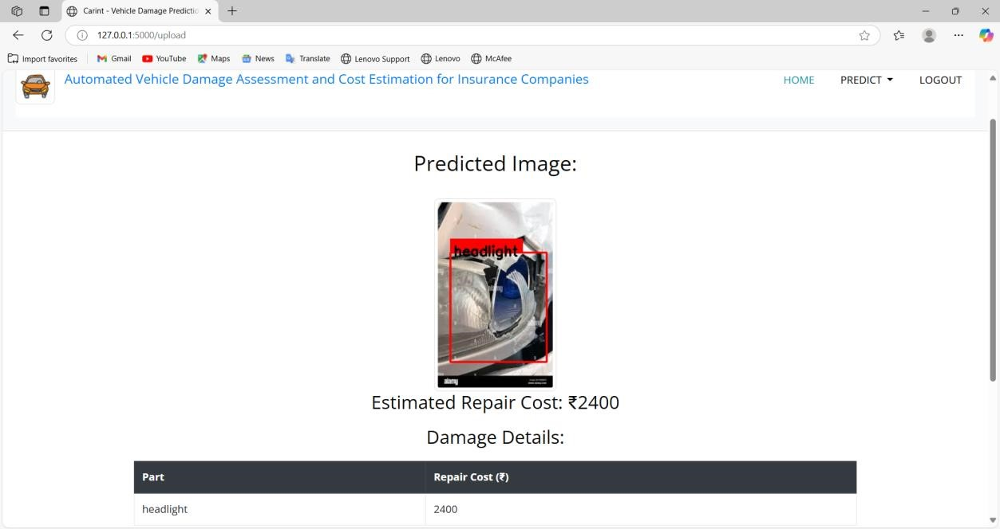 Carint - Vehicle Damage Predictio
127.0.0.1:5000/upload
Import favorites Gmail YouTube Maps News Translate Lenovo Support Lenovo McAfee
Automated Vehicle Damage Assessment and Cost Estimation for Insurance Companies HOME PREDICT LOGOUT
Predicted Image:
headlight
alamy
Estimated Repair Cost: ₹2400
Damage Details:
Part Repair Cost (₹)
headlight 2400